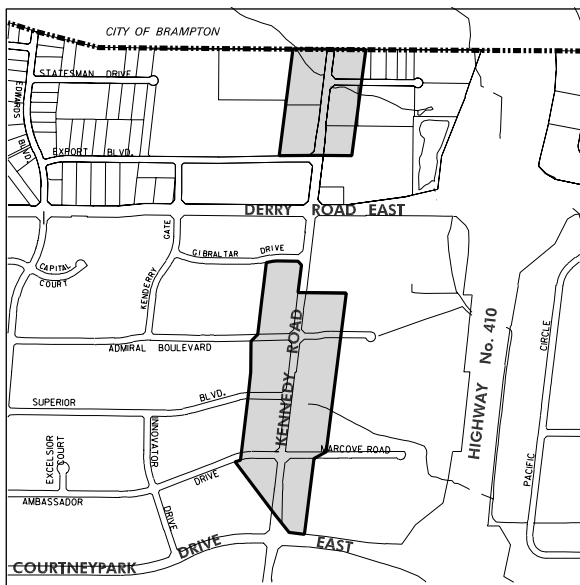 CITY OF BRAMPTON
STATESMAN DRIVE
EDWARDS BLVD.
EXPORT BLVD.
DERRY ROAD EAST
GIBRALTAR DRIVE
KENDERRY GATE
CAPITAL COURT
ADMIRAL BOULEVARD
KENNEDY ROAD
HIGHWAY No. 410
PACIFIC CIRCLE
SUPERIOR BLVD.
EXCELSIOR COURT
INNOVATOR DRIVE
MARCOVE ROAD
AMBASSADOR DRIVE
COURTNEYPARK DRIVE EAST